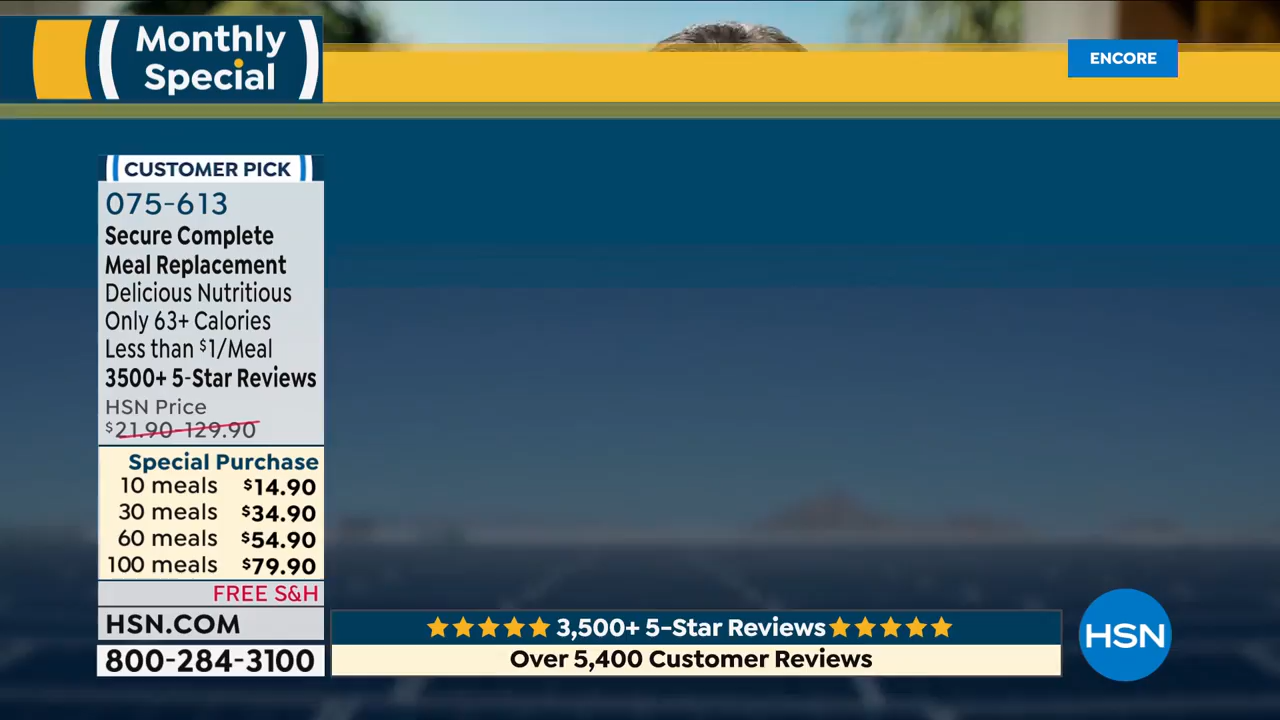 Monthly
Special
ENCORE
CUSTOMER PICK
075-613
Secure Complete
Meal Replacement
Delicious Nutritious
Only 63+ Calories
Less than $1/Meal
3500+ 5-Star Reviews
HSN Price
$21.90-129.90
Special Purchase
10 meals $14.90
30 meals $34.90
60 meals $54.90
100 meals $79.90
FREE S&H
HSN.COM
800-284-3100
3,500+ 5-Star Reviews
Over 5,400 Customer Reviews
HSN